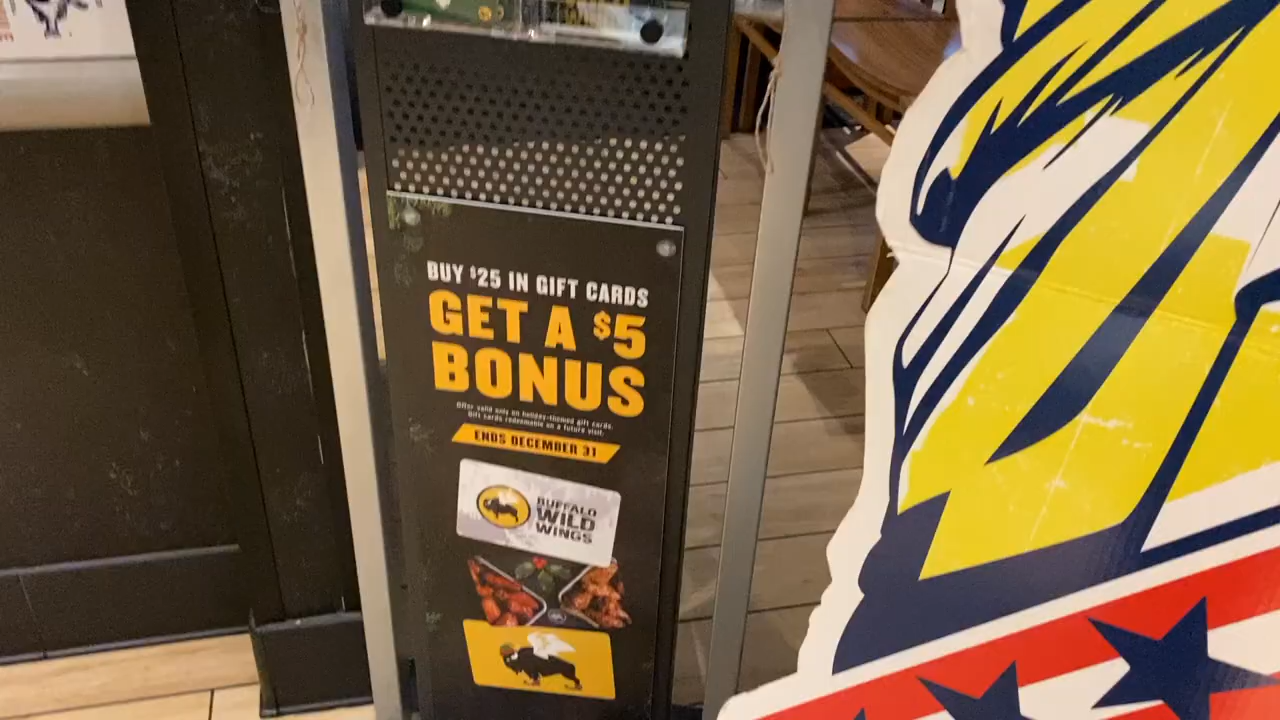 BUY $25 IN GIFT CARDS
GET A $5
BONUS
Offer valid only on holiday-themed gift cards.
Gift cards redeemable on a future visit.
ENDS DECEMBER 31
BUFFALO
WILD
WINGS